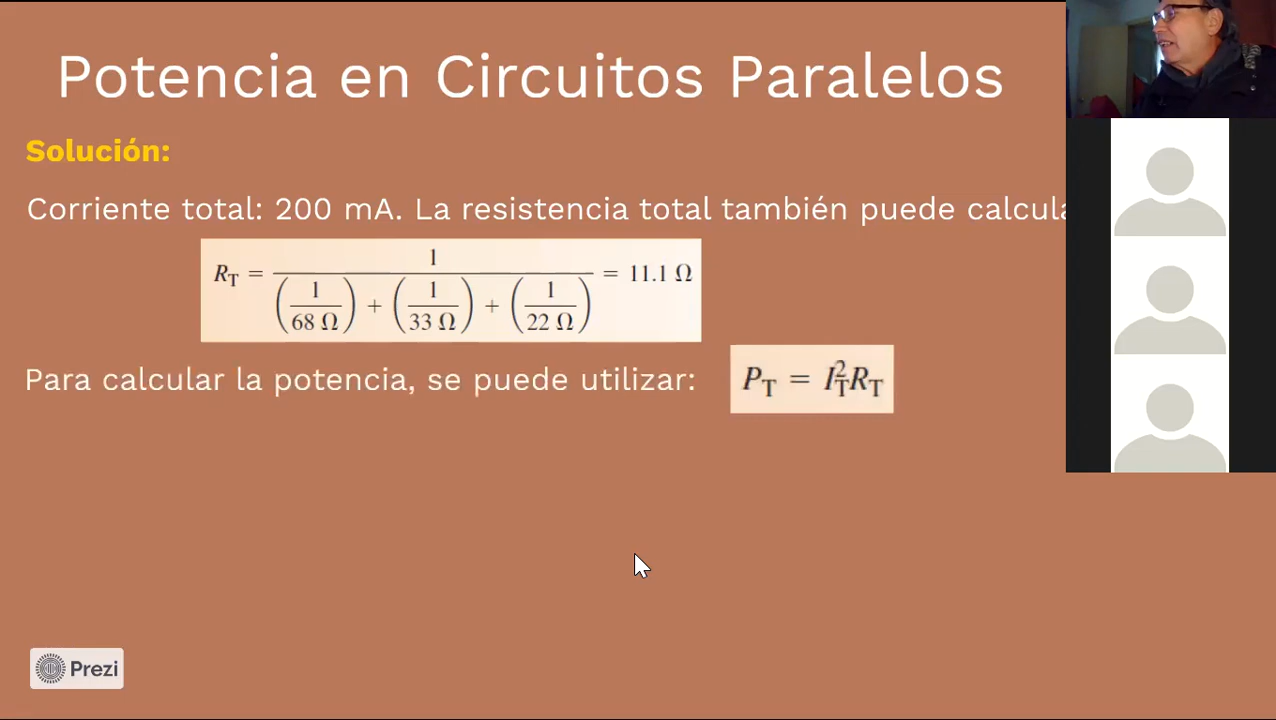 Potencia en Circuitos Paralelos
Solución:
Corriente total: 200 mA. La resistencia total también puede
R_T = 1 / ((1/68 Ω) + (1/33 Ω) + (1/22 Ω)) = 11.1 Ω
Para calcular la potencia, se puede utilizar: P_T = I_T^2 R_T
Prezi